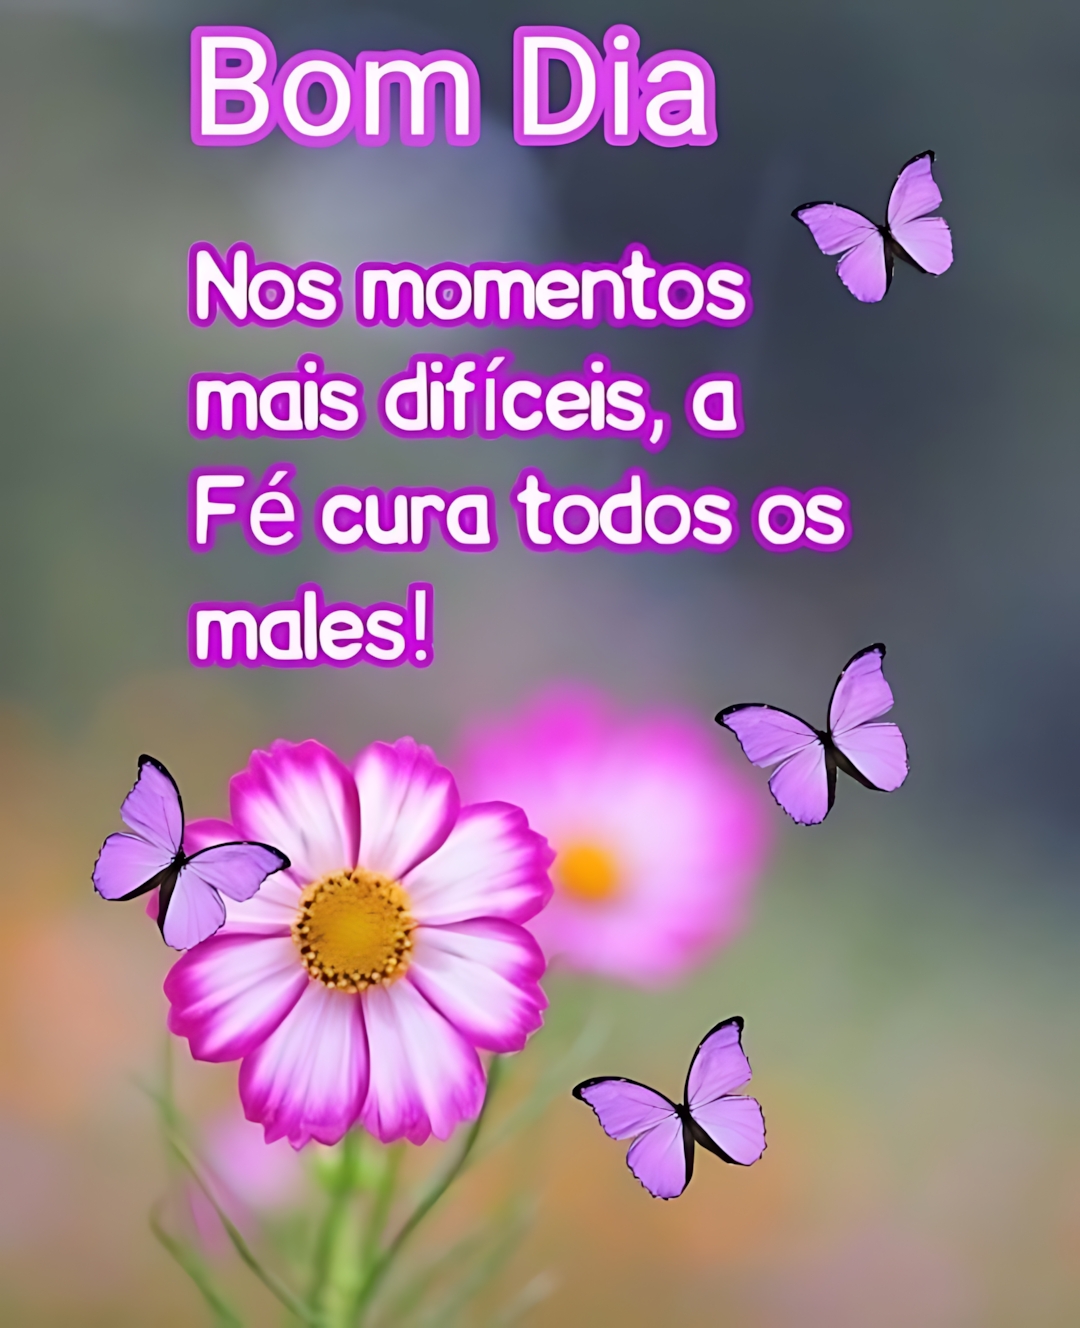 Bom Dia
Nos momentos
mais difíceis, a
Fé cura todos os
males!